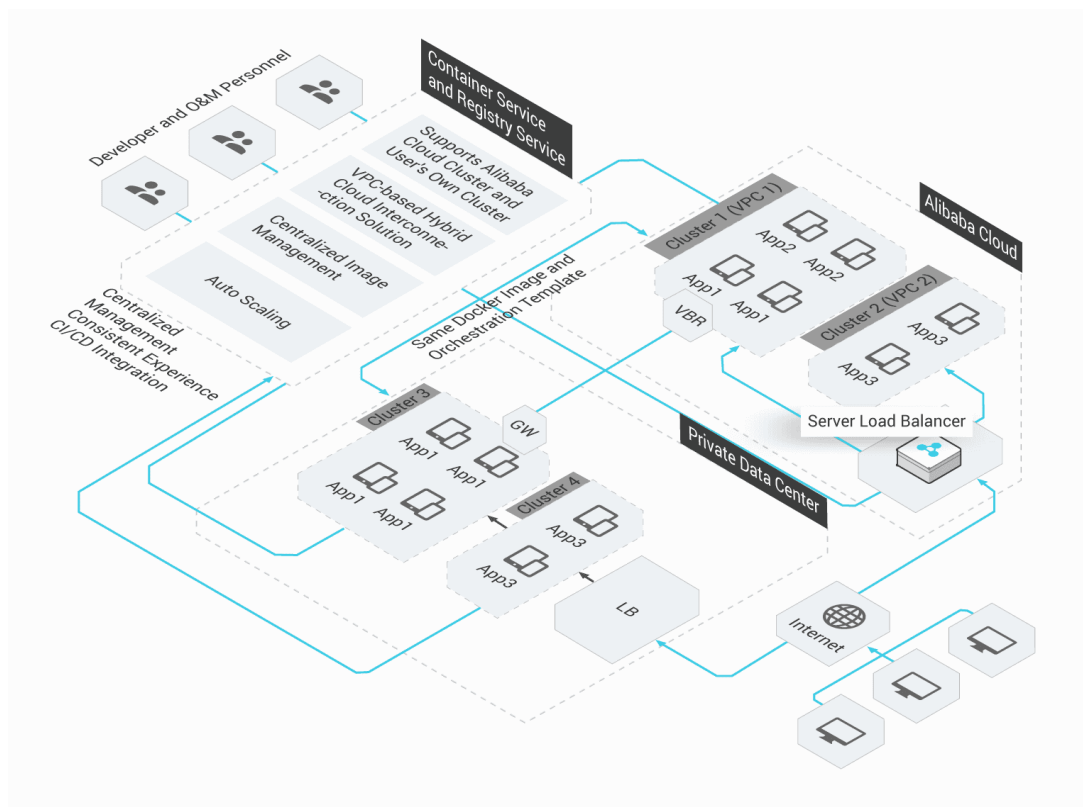 Developer and O&M Personnel
Container Service
and Registry Service
Supports Alibaba
Cloud Cluster and
User's Own Cluster
VPC-based Hybrid
Cloud Interconne-
-ction Solution
Centralized Image
Management
Auto Scaling
Centralized
Management
Consistent Experience
CI/CD Integration
Same Docker Image and
Orchestration Template
Alibaba Cloud
Cluster 1 (VPC 1)
App2
App2
App1
App1
VBR
Cluster 2 (VPC 2)
App3
App3
Server Load Balancer
Private Data Center
Cluster 3
GW
App1
App1
App1
App1
Cluster 4
App3
App3
LB
Internet